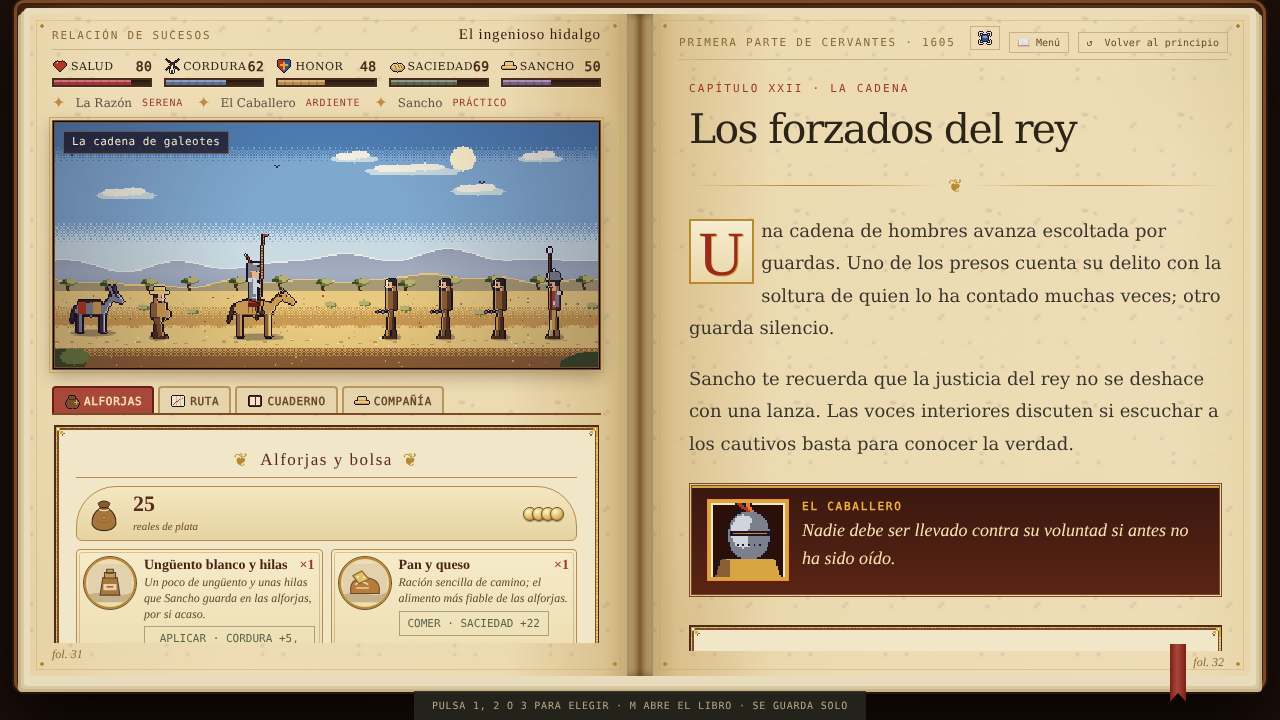 RELACIÓN DE SUCESOS
El ingenioso hidalgo
SALUD 80
CORDURA 62
HONOR 48
SACIEDAD 69
SANCHO 50
La Razón SERENA
El Caballero ARDIENTE
Sancho PRÁCTICO
La cadena de galeotes
ALFORJAS
RUTA
CUADERNO
COMPAÑÍA
Alforjas y bolsa
25
reales de plata
Ungüento blanco y hilas ×1
Un poco de ungüento y unas hilas
que Sancho guarda en las alforjas,
por si acaso.
APLICAR · CORDURA +5,
Pan y queso ×1
Ración sencilla de camino; el
alimento más fiable de las alforjas.
COMER · SACIEDAD +22
fol. 31
PRIMERA PARTE DE CERVANTES · 1605
Menú
↺ Volver al principio
CAPÍTULO XXII · LA CADENA
Los forzados del rey
Una cadena de hombres avanza escoltada por
guardas. Uno de los presos cuenta su delito con la
soltura de quien lo ha contado muchas veces; otro
guarda silencio.
Sancho te recuerda que la justicia del rey no se deshace
con una lanza. Las voces interiores discuten si escuchar a
los cautivos basta para conocer la verdad.
EL CABALLERO
Nadie debe ser llevado contra su voluntad si antes no
ha sido oído.
fol. 32
PULSA 1, 2 O 3 PARA ELEGIR · M ABRE EL LIBRO · SE GUARDA SOLO